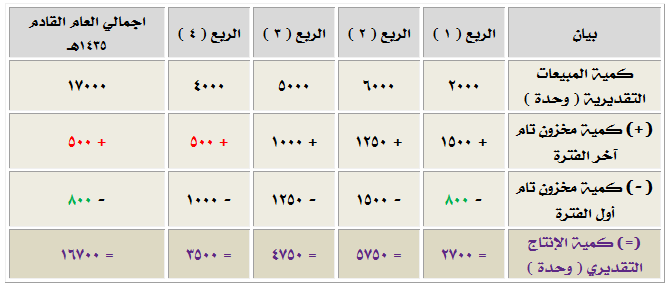 بيان الربع ( ١ ) الربع ( ٢ ) الربع ( ٣ ) الربع ( ٤ ) اجمالي العام القادم
١٤٣٥هـ
كمية المبيعات
التقديرية ( وحدة ) ٢٠٠٠ ٦٠٠٠ ٥٠٠٠ ٤٠٠٠ ١٧٠٠٠
(+) كمية مخزون تام
آخر الفترة + ١٥٠٠ + ١٢٥٠ + ١٠٠٠ + ٥٠٠ + ٥٠٠
(-) كمية مخزون تام
أول الفترة - ٨٠٠ - ١٥٠٠ - ١٢٥٠ - ١٠٠٠ - ٨٠٠
(=) كمية الإنتاج
التقديري ( وحدة ) = ٢٧٠٠ = ٥٧٥٠ = ٤٧٥٠ = ٣٥٠٠ = ١٦٧٠٠